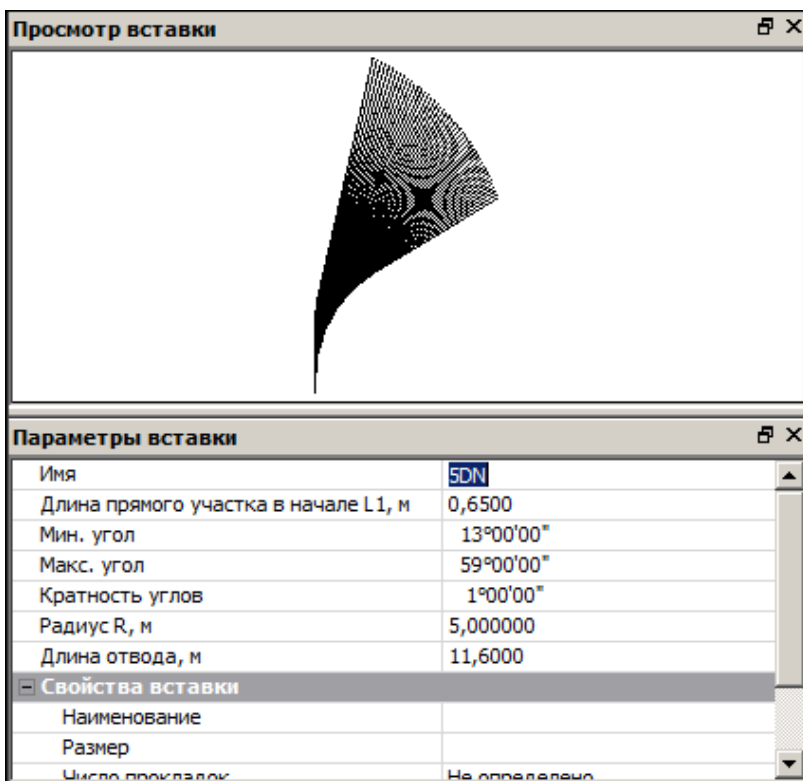 Просмотр вставки
Параметры вставки
Имя 5DN
Длина прямого участка в начале L1, м 0,6500
Мин. угол 13°00'00"
Макс. угол 59°00'00"
Кратность углов 1°00'00"
Радиус R, м 5,000000
Длина отвода, м 11,6000
Свойства вставки
Наименование
Размер
Число прокладок Не определено